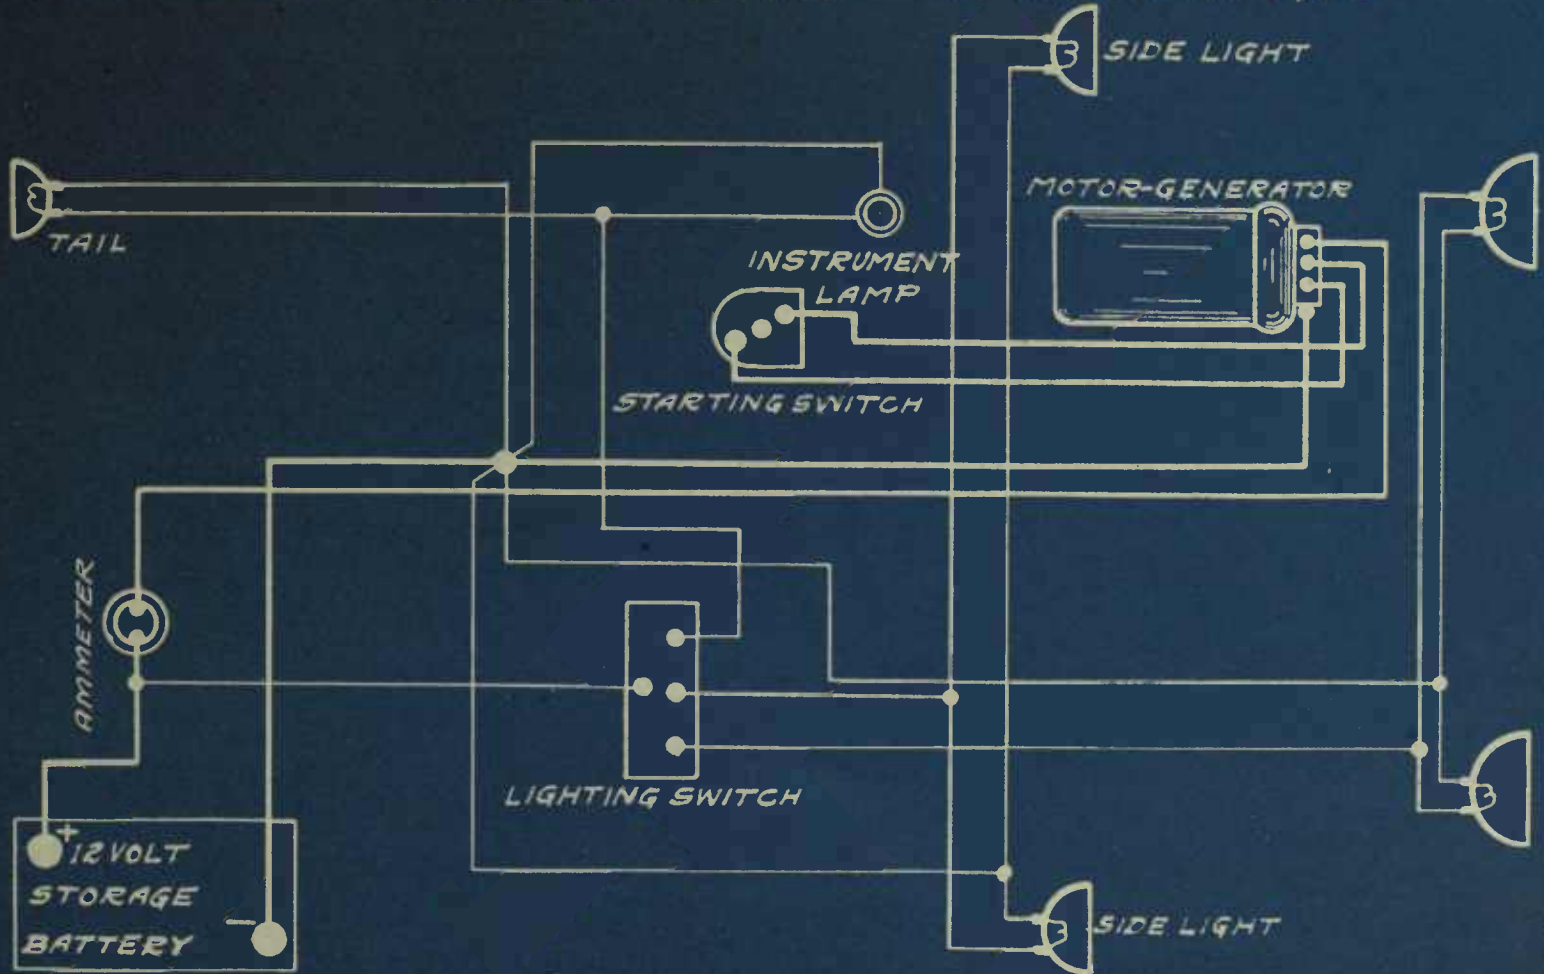 SIDE LIGHT
MOTOR-GENERATOR
TAIL
INSTRUMENT
LAMP
STARTING SWITCH
AMMETER
LIGHTING SWITCH
+
12 VOLT
STORAGE
BATTERY
—
SIDE LIGHT